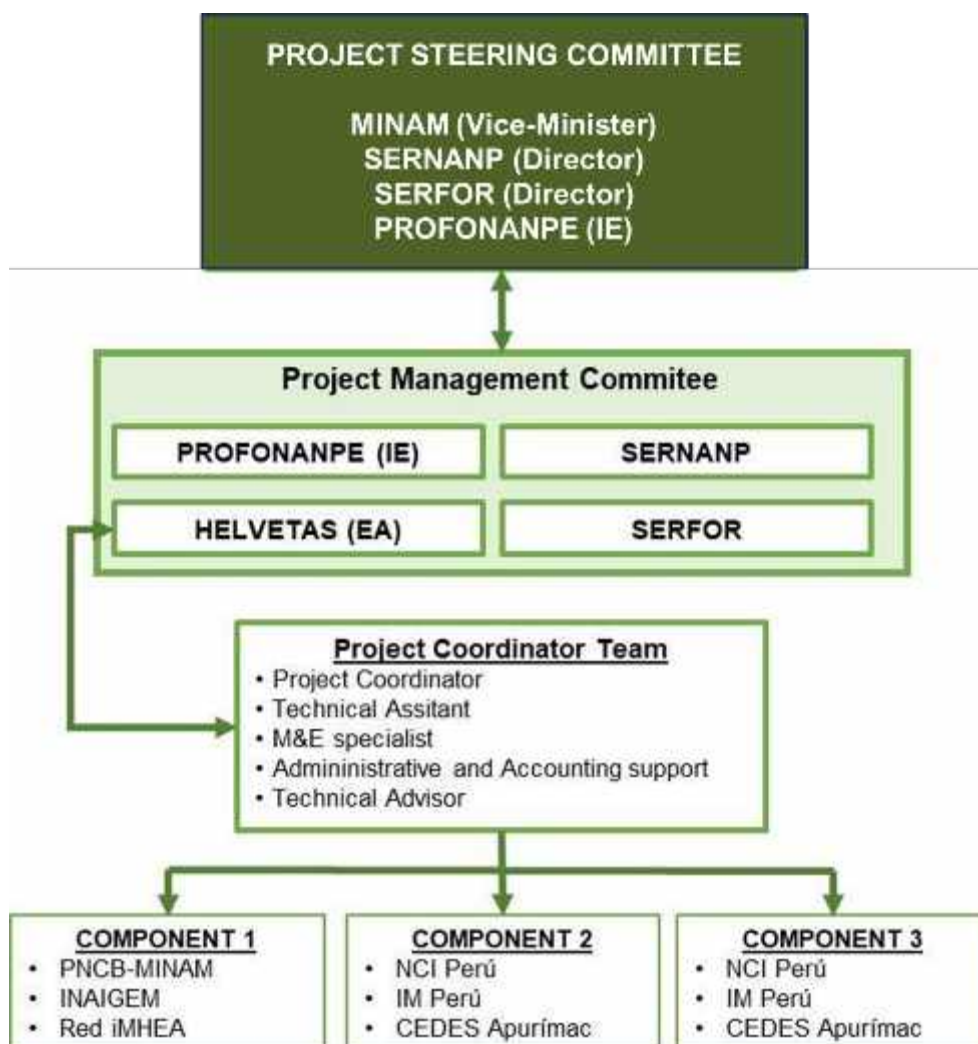 PROJECT STEERING COMMITTEE
MINAM (Vice-Minister)
SERNANP (Director)
SERFOR (Director)
PROFONANPE (IE)
Project Management Commitee
PROFONANPE (IE)
SERNANP
HELVETAS (EA)
SERFOR
Project Coordinator Team
• Project Coordinator
• Technical Assitant
• M&E specialist
• Admininistrative and Accounting support
• Technical Advisor
COMPONENT 1
• PNCB-MINAM
• INAIGEM
• Red iMHEA
COMPONENT 2
• NCI Perú
• IM Perú
• CEDES Apurímac
COMPONENT 3
• NCI Perú
• IM Perú
• CEDES Apurímac